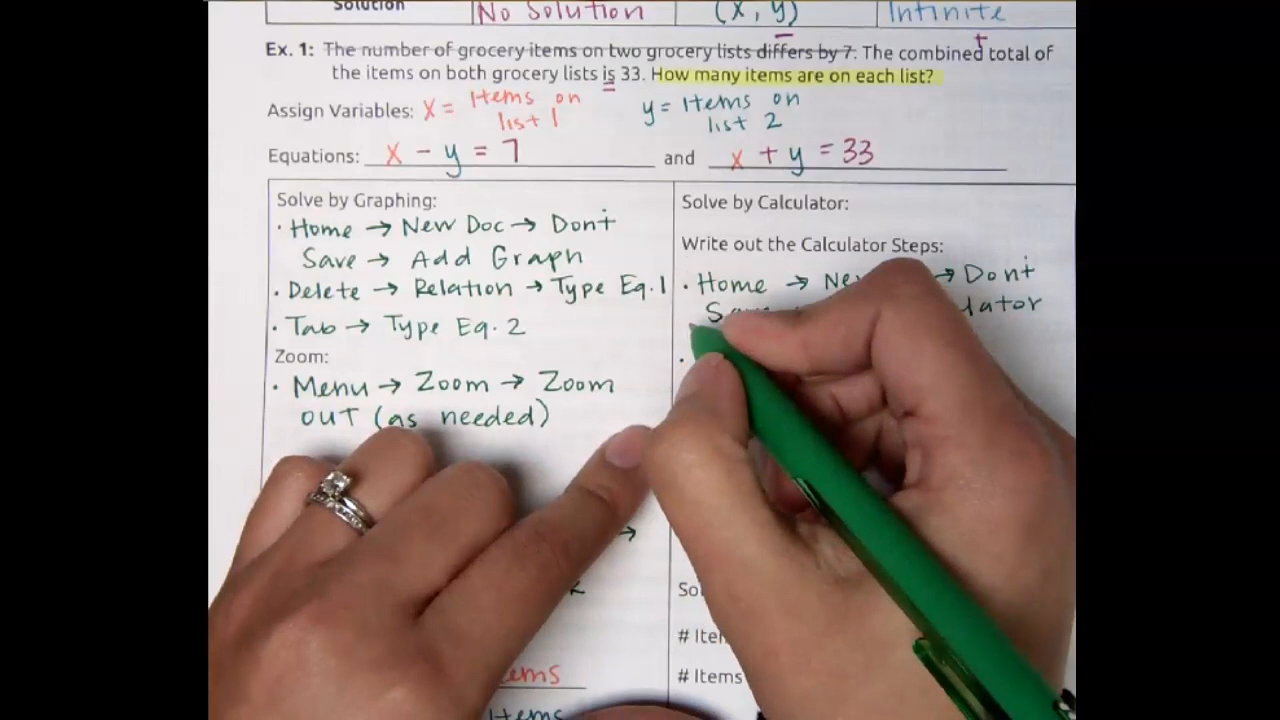 Solution No Solution (x, y) Infinite
Ex. 1: The number of grocery items on two grocery lists differs by 7. The combined total of
the items on both grocery lists is 33. How many items are on each list?
Assign Variables: x = Items on list 1 y = Items on list 2
Equations: x - y = 7 and x + y = 33
Solve by Graphing:
· Home → New Doc → Don't
Save → Add Graph
· Delete → Relation → Type Eq. 1
· Tab → Type Eq. 2
Zoom:
· Menu → Zoom → Zoom
OUT (as needed)
→
Items
Solve by Calculator:
Write out the Calculator Steps:
· Home → → Don't
# Items